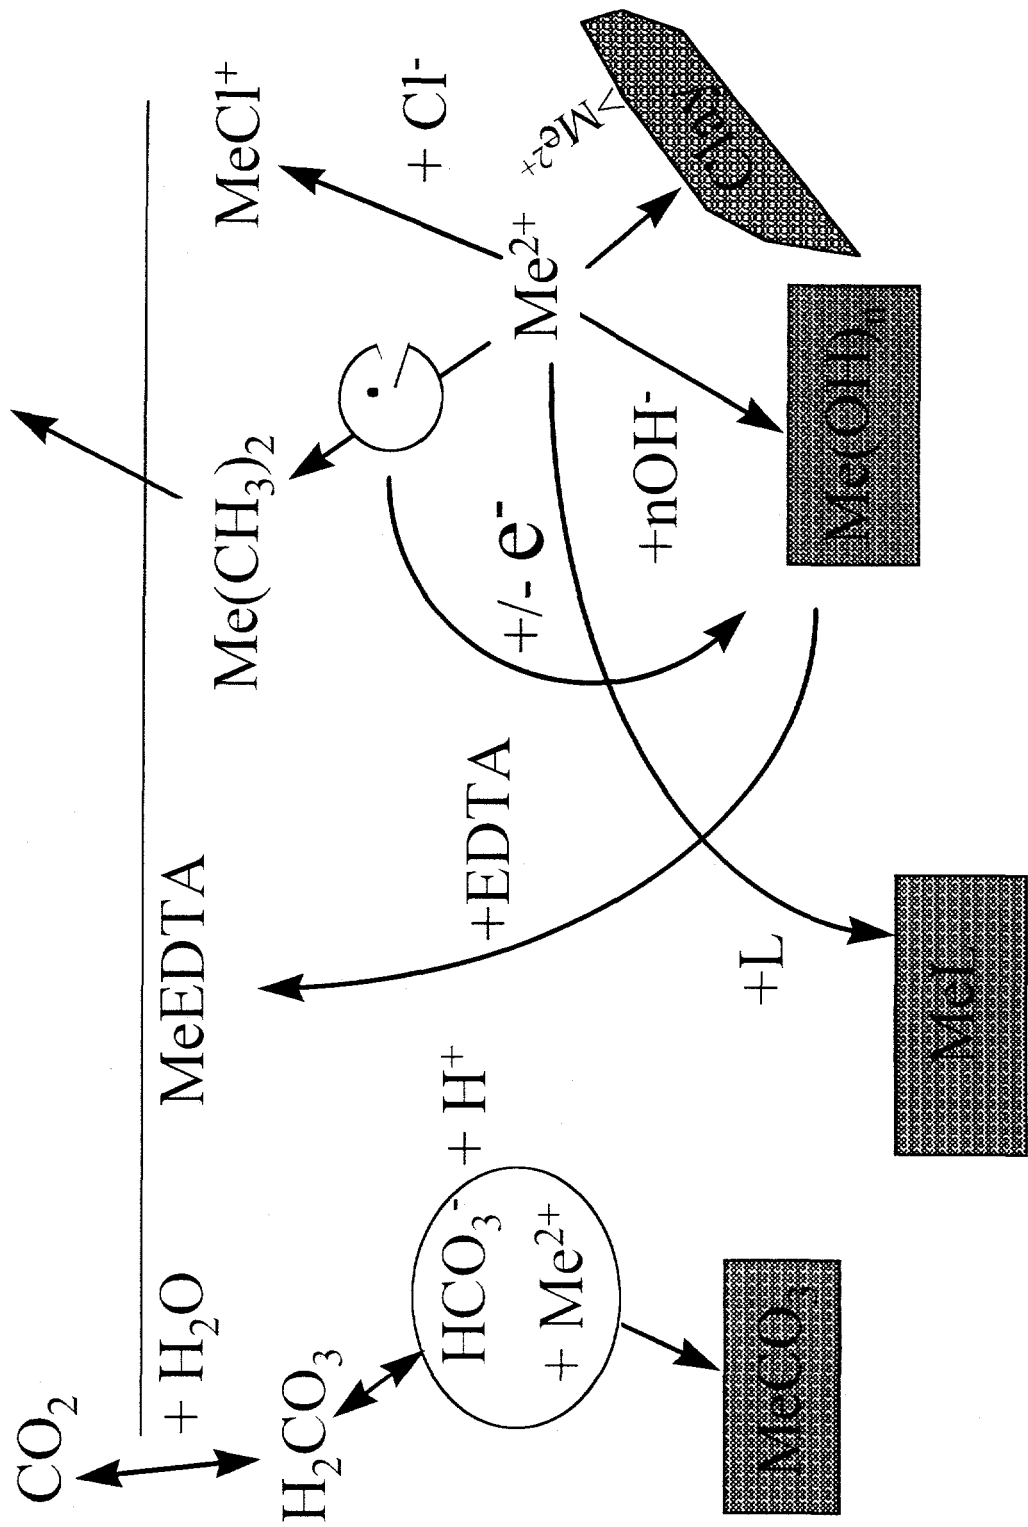 CO₂
+ H₂O
H₂CO₃
HCO₃⁻ + H⁺
+ Me²⁺
MeCO₃
MeEDTA
+EDTA
+L
MeL
Me(CH₃)₂
+/- e⁻
+nOH⁻
Me(OH)ₙ
MeCl⁺
+ Cl⁻
Me²⁺
>Me²⁺
Clay